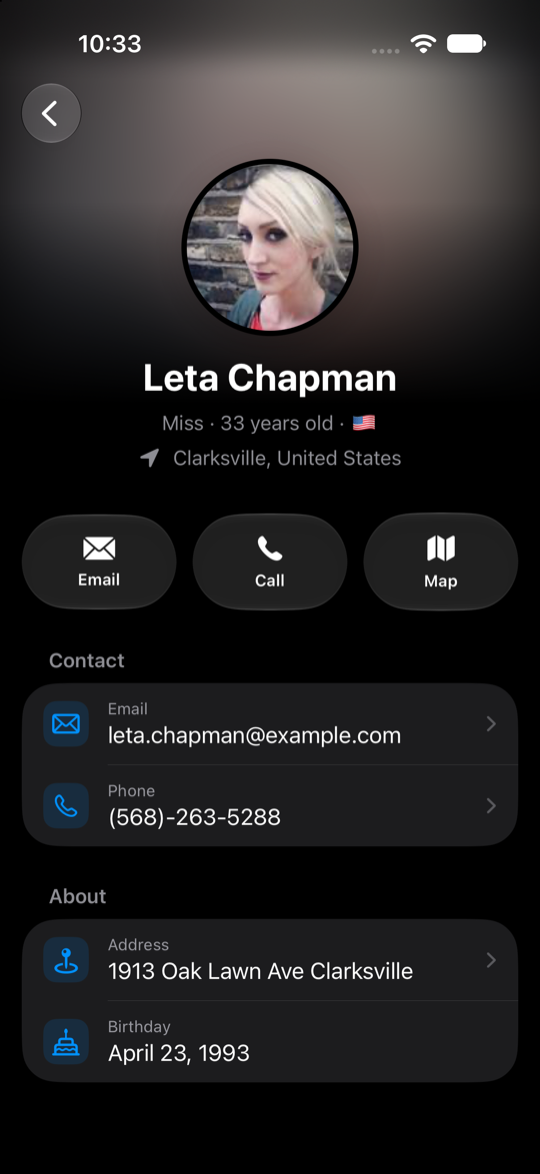 10:33
Leta Chapman
Miss · 33 years old · 🇺🇸
Clarksville, United States
Email
Call
Map
Contact
Email
leta.chapman@example.com
Phone
(568)-263-5288
About
Address
1913 Oak Lawn Ave Clarksville
Birthday
April 23, 1993